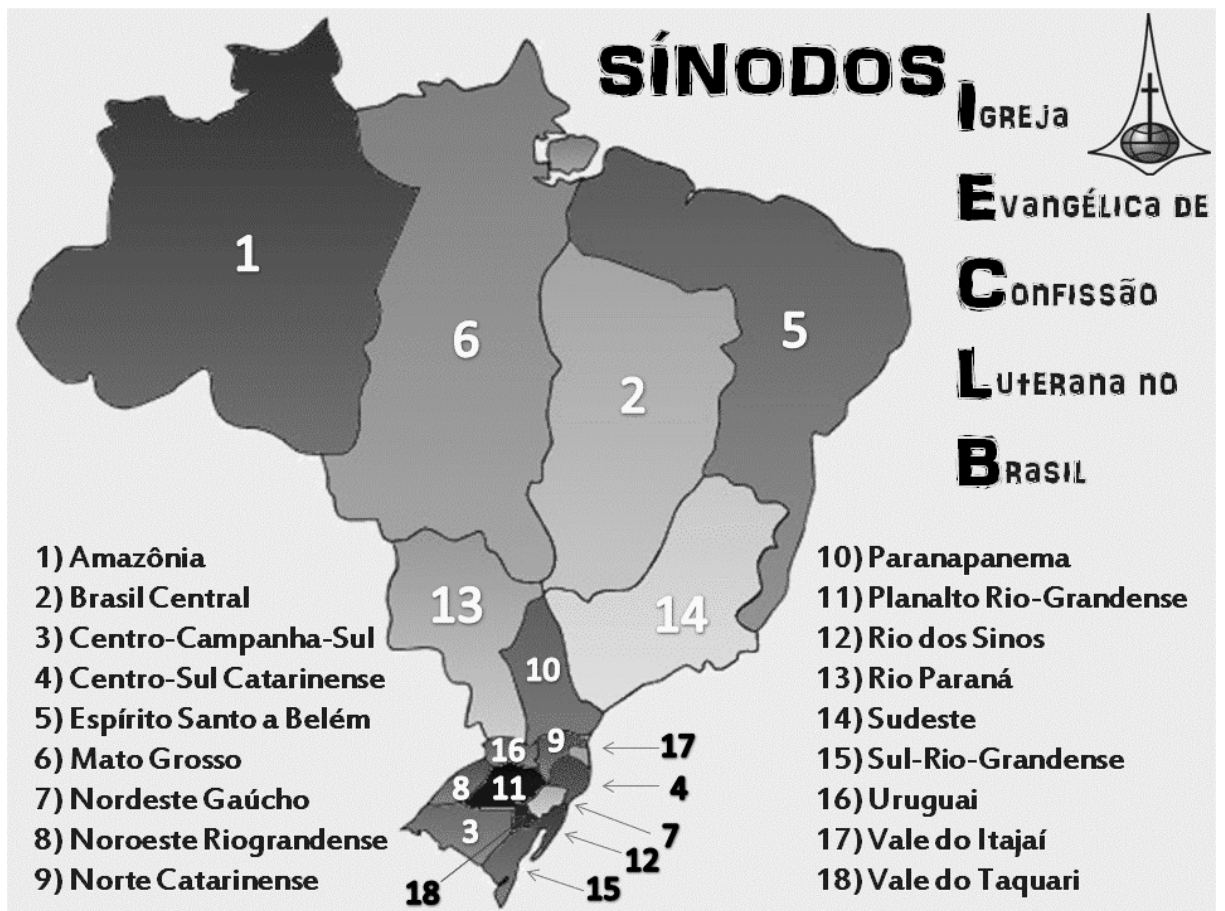 SÍNODOS
Igreja
Evangélica de
Confissão
Luterana no
Brasil
1
6
5
2
13
14
10
9
16
17
8
11
4
3
7
12
18
15
1) Amazônia
2) Brasil Central
3) Centro-Campanha-Sul
4) Centro-Sul Catarinense
5) Espírito Santo a Belém
6) Mato Grosso
7) Nordeste Gaúcho
8) Noroeste Riograndense
9) Norte Catarinense
10) Paranapanema
11) Planalto Rio-Grandense
12) Rio dos Sinos
13) Rio Paraná
14) Sudeste
15) Sul-Rio-Grandense
16) Uruguai
17) Vale do Itajaí
18) Vale do Taquari